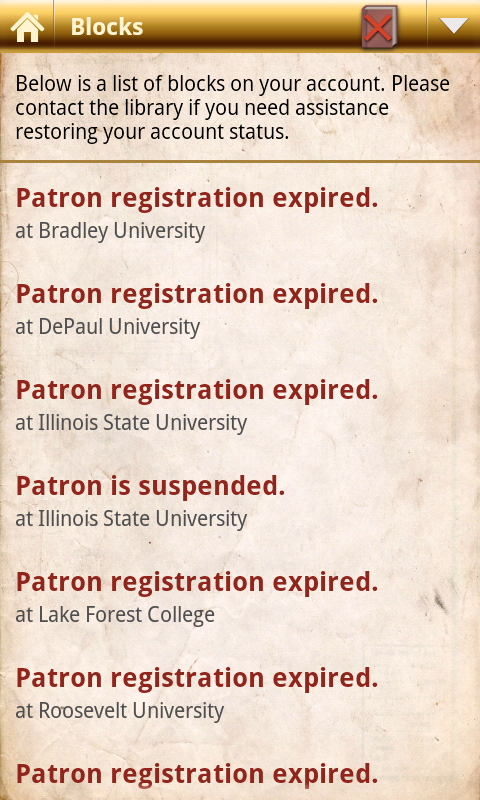 Blocks
Below is a list of blocks on your account. Please
contact the library if you need assistance
restoring your account status.
Patron registration expired.
at Bradley University
Patron registration expired.
at DePaul University
Patron registration expired.
at Illinois State University
Patron is suspended.
at Illinois State University
Patron registration expired.
at Lake Forest College
Patron registration expired.
at Roosevelt University
Patron registration expired.